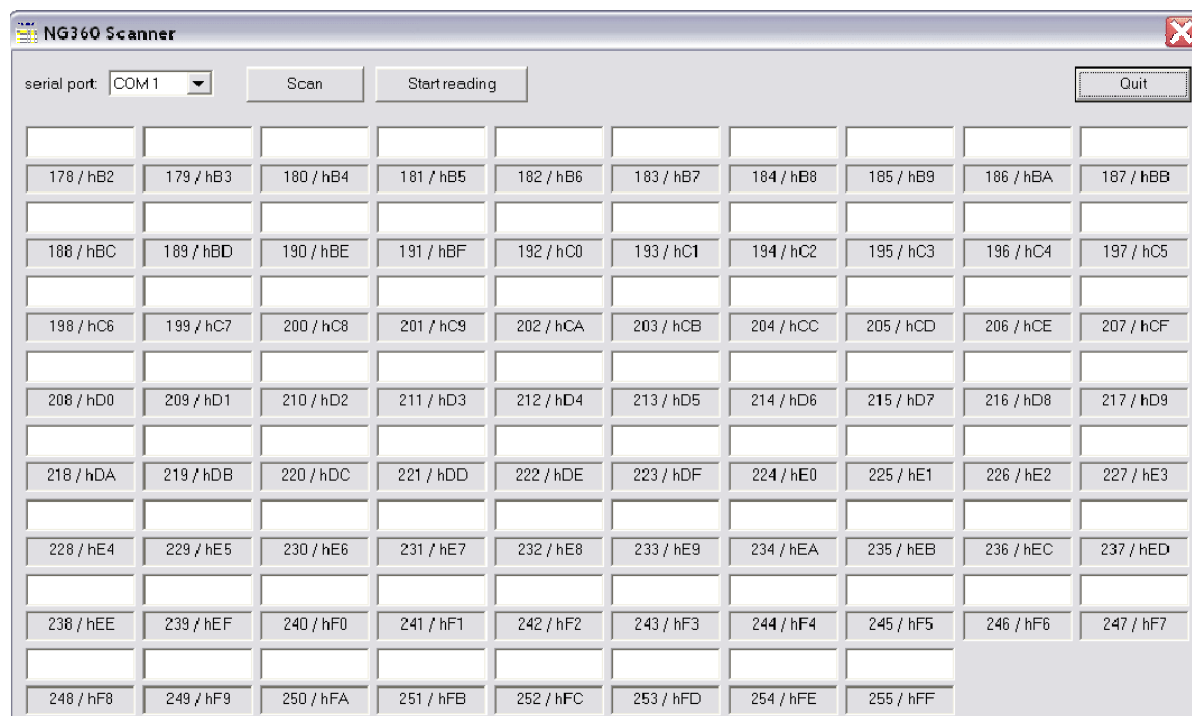 NG360 Scanner
serial port: COM 1 Scan Start reading Quit
178 / hB2 179 / hB3 180 / hB4 181 / hB5 182 / hB6 183 / hB7 184 / hB8 185 / hB9 186 / hBA 187 / hBB
188 / hBC 189 / hBD 190 / hBE 191 / hBF 192 / hC0 193 / hC1 194 / hC2 195 / hC3 196 / hC4 197 / hC5
198 / hC6 199 / hC7 200 / hC8 201 / hC9 202 / hCA 203 / hCB 204 / hCC 205 / hCD 206 / hCE 207 / hCF
208 / hD0 209 / hD1 210 / hD2 211 / hD3 212 / hD4 213 / hD5 214 / hD6 215 / hD7 216 / hD8 217 / hD9
218 / hDA 219 / hDB 220 / hDC 221 / hDD 222 / hDE 223 / hDF 224 / hE0 225 / hE1 226 / hE2 227 / hE3
228 / hE4 229 / hE5 230 / hE6 231 / hE7 232 / hE8 233 / hE9 234 / hEA 235 / hEB 236 / hEC 237 / hED
238 / hEE 239 / hEF 240 / hF0 241 / hF1 242 / hF2 243 / hF3 244 / hF4 245 / hF5 246 / hF6 247 / hF7
248 / hF8 249 / hF9 250 / hFA 251 / hFB 252 / hFC 253 / hFD 254 / hFE 255 / hFF